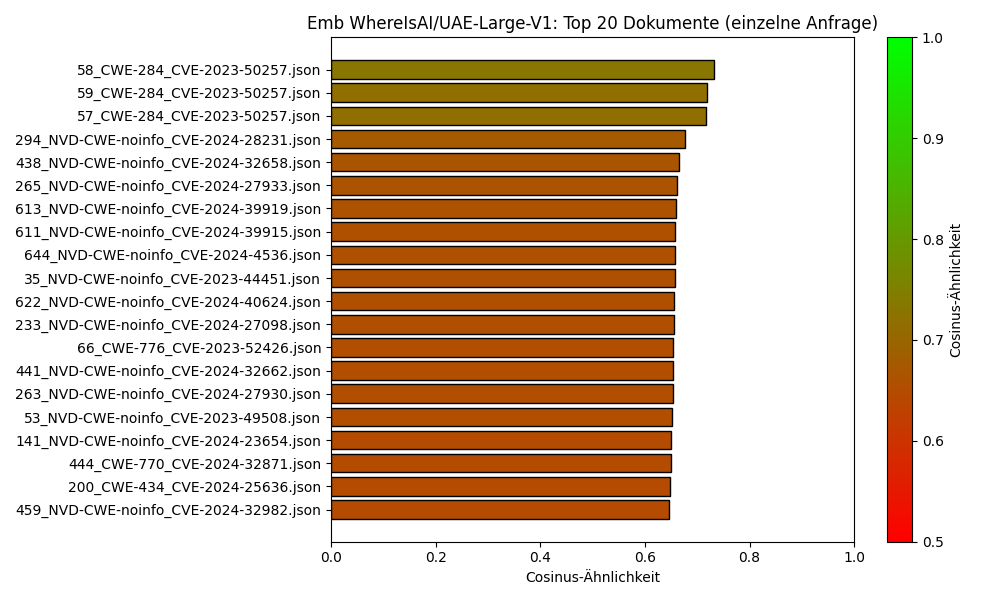 Emb WhereIsAI/UAE-Large-V1: Top 20 Dokumente (einzelne Anfrage)
58_CWE-284_CVE-2023-50257.json
59_CWE-284_CVE-2023-50257.json
57_CWE-284_CVE-2023-50257.json
294_NVD-CWE-noinfo_CVE-2024-28231.json
438_NVD-CWE-noinfo_CVE-2024-32658.json
265_NVD-CWE-noinfo_CVE-2024-27933.json
613_NVD-CWE-noinfo_CVE-2024-39919.json
611_NVD-CWE-noinfo_CVE-2024-39915.json
644_NVD-CWE-noinfo_CVE-2024-4536.json
35_NVD-CWE-noinfo_CVE-2023-44451.json
622_NVD-CWE-noinfo_CVE-2024-40624.json
233_NVD-CWE-noinfo_CVE-2024-27098.json
66_CWE-776_CVE-2023-52426.json
441_NVD-CWE-noinfo_CVE-2024-32662.json
263_NVD-CWE-noinfo_CVE-2024-27930.json
53_NVD-CWE-noinfo_CVE-2023-49508.json
141_NVD-CWE-noinfo_CVE-2024-23654.json
444_CWE-770_CVE-2024-32871.json
200_CWE-434_CVE-2024-25636.json
459_NVD-CWE-noinfo_CVE-2024-32982.json
0.0 0.2 0.4 0.6 0.8 1.0
Cosinus-Ähnlichkeit
1.0
0.9
0.8
0.7
0.6
0.5
Cosinus-Ähnlichkeit